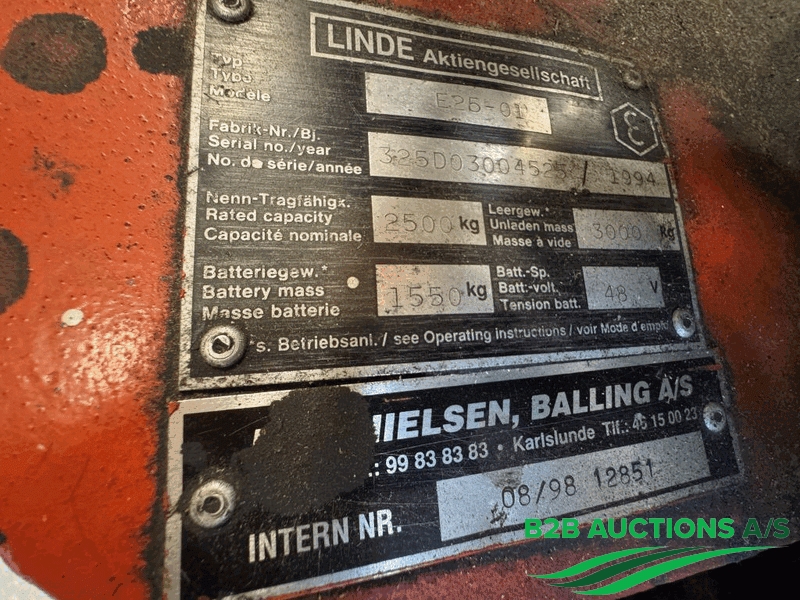 LINDE Aktiengesellschaft
Typ
Type
Modèle
E25-01
Fabrik-Nr./Bj.
Serial no./year
No. de série/année
325D03004525 / 1994
Nenn-Tragfähigk.
Rated capacity
Capacité nominale
2500 kg
Leergew.*
Unladen mass
Masse à vide
3000 kg
Batteriegew.*
Battery mass
Masse batterie
1550 kg
Batt.-Sp.
Batt.-volt.
Tension batt.
48 V
*s. Betriebsanl./ see Operating instructions / voir Mode d'emploi
NIELSEN, BALLING A/S
.: 99 83 83 83 • Karlslunde Tlf.: 46 15 00 23
INTERN NR.
08/98 12851
B2B AUCTIONS A/S